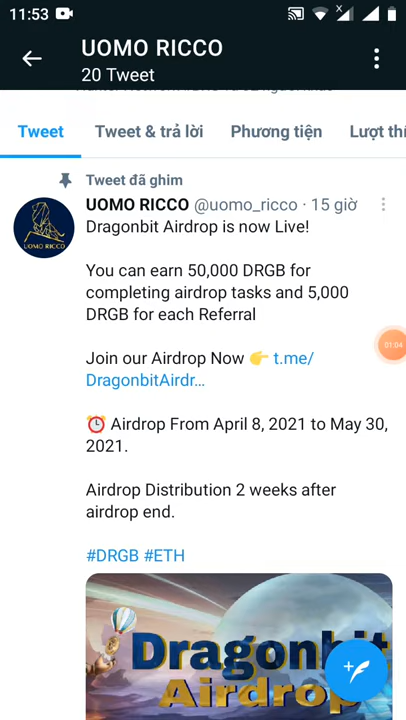 11:53
UOMO RICCO
20 Tweet
Tweet
Tweet & trả lời
Phương tiện
Lượt thí
Tweet đã ghim
UOMO RICCO @uomo_ricco · 15 giờ
Dragonbit Airdrop is now Live!
You can earn 50,000 DRGB for
completing airdrop tasks and 5,000
DRGB for each Referral
Join our Airdrop Now 👉 t.me/
DragonbitAirdr…
⏰ Airdrop From April 8, 2021 to May 30,
2021.
Airdrop Distribution 2 weeks after
airdrop end.
#DRGB #ETH
01:04
UOMO RICCO
Dragonbit
Airdrop